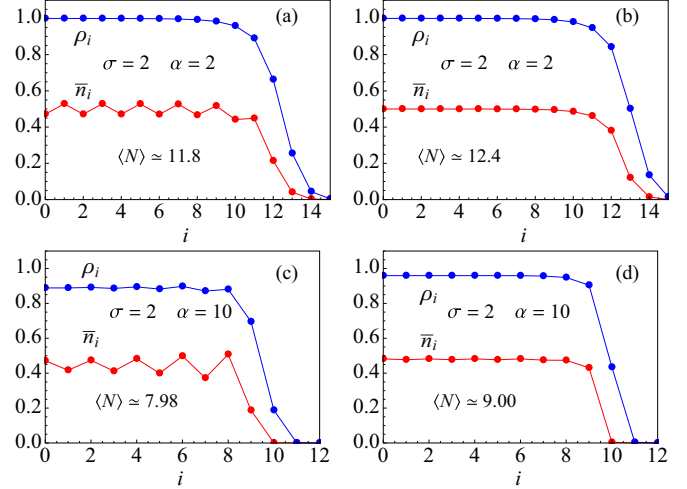 (a)
1.0
0.8
0.6
0.4
0.2
0.0
ρᵢ
σ = 2 α = 2
n̅ᵢ
⟨N⟩ ≃ 11.8
0 2 4 6 8 10 12 14
i
(b)
1.0
0.8
0.6
0.4
0.2
0.0
ρᵢ
σ = 2 α = 2
n̅ᵢ
⟨N⟩ ≃ 12.4
0 2 4 6 8 10 12 14
i
(c)
1.0
0.8
0.6
0.4
0.2
0.0
ρᵢ
σ = 2 α = 10
n̅ᵢ
⟨N⟩ ≃ 7.98
0 2 4 6 8 10 12
i
(d)
1.0
0.8
0.6
0.4
0.2
0.0
ρᵢ
σ = 2 α = 10
n̅ᵢ
⟨N⟩ ≃ 9.00
0 2 4 6 8 10 12
i